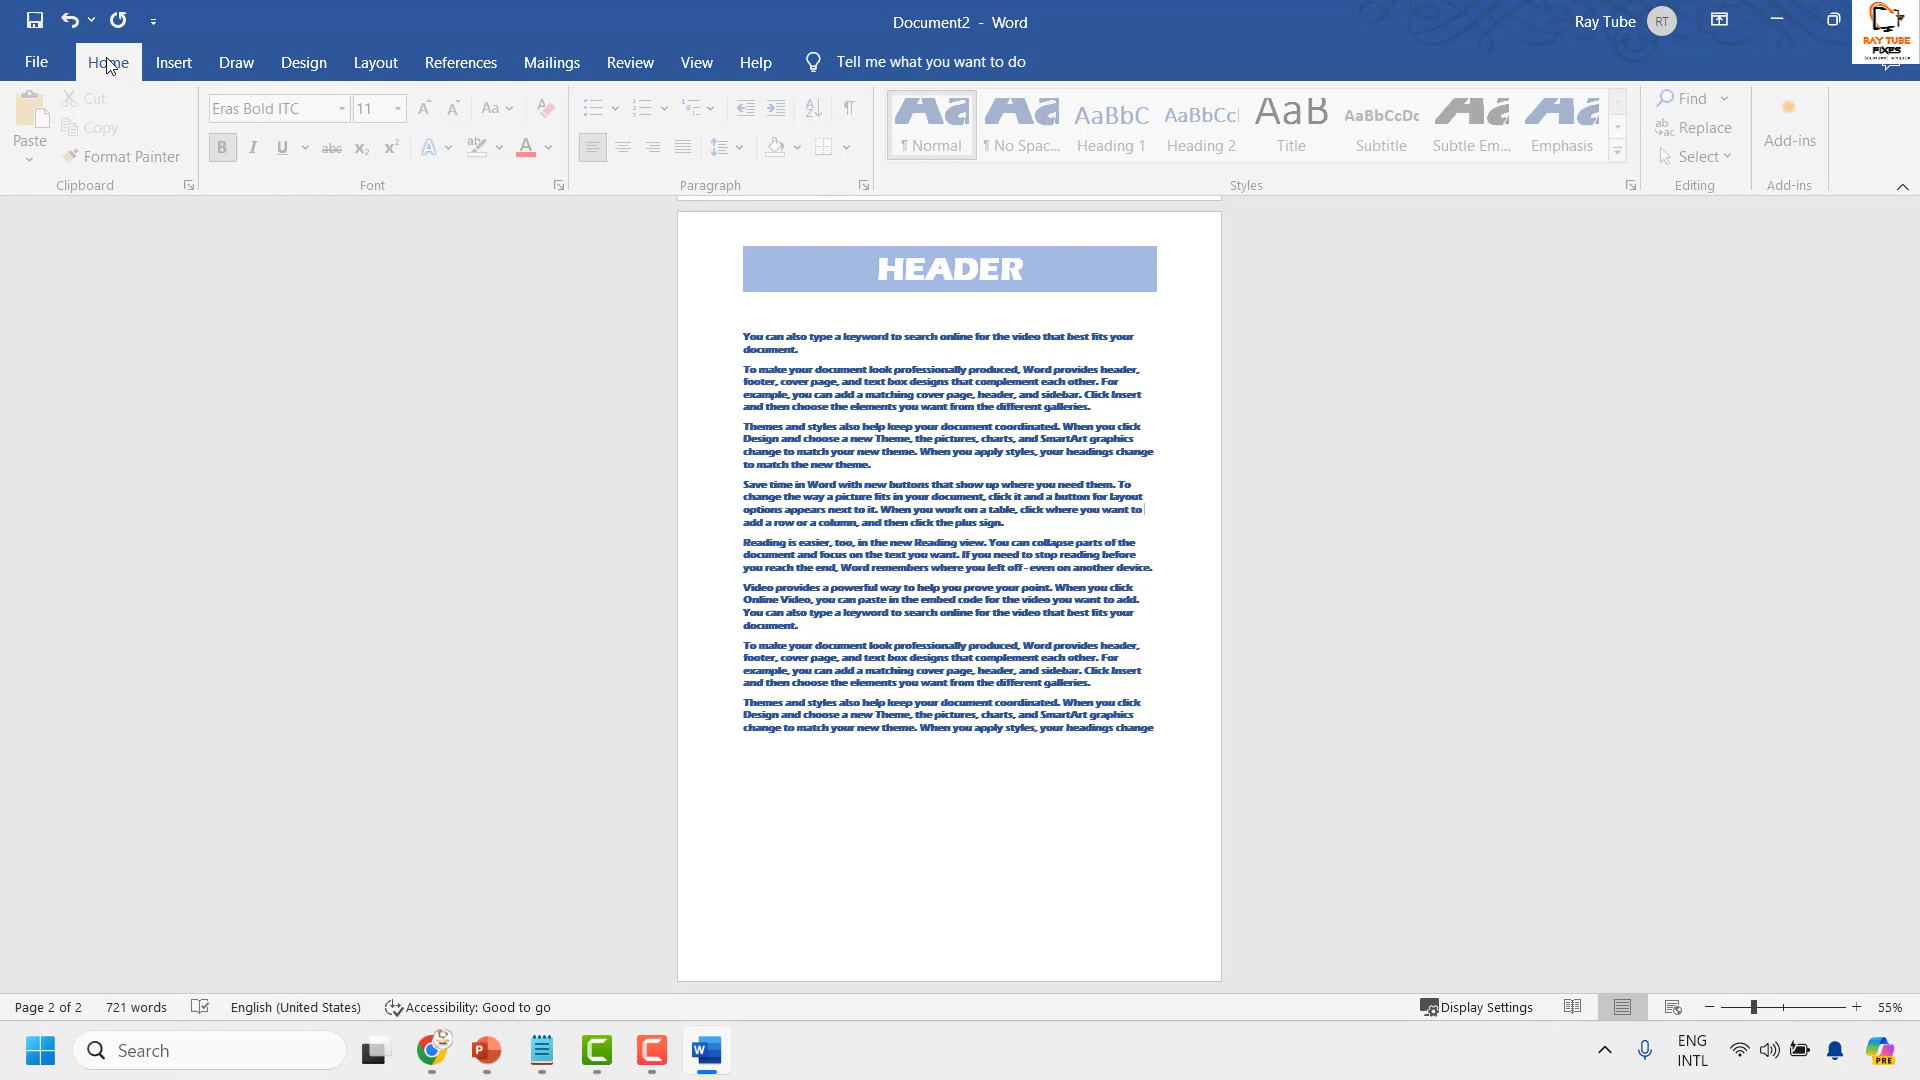 Document2 - Word
Ray Tube RT
RAY TUBE
FIXES
File Home Insert Draw Design Layout References Mailings Review View Help Tell me what you want to do
Paste
Cut
Copy
Format Painter
Clipboard
Eras Bold ITC 11
Font
Paragraph
AaBbC AaBbCcl AaB AaBbCcDc
¶ Normal ¶ No Spac... Heading 1 Heading 2 Title Subtitle Subtle Em... Emphasis
Styles
Find
Replace
Select
Editing
Add-ins
Add-ins
HEADER
You can also type a keyword to search online for the video that best fits your
document.
To make your document look professionally produced, Word provides header,
footer, cover page, and text box designs that complement each other. For
example, you can add a matching cover page, header, and sidebar. Click Insert
and then choose the elements you want from the different galleries.
Themes and styles also help keep your document coordinated. When you click
Design and choose a new Theme, the pictures, charts, and SmartArt graphics
change to match your new theme. When you apply styles, your headings change
to match the new theme.
Save time in Word with new buttons that show up where you need them. To
change the way a picture fits in your document, click it and a button for layout
options appears next to it. When you work on a table, click where you want to
add a row or a column, and then click the plus sign.
Reading is easier, too, in the new Reading view. You can collapse parts of the
document and focus on the text you want. If you need to stop reading before
you reach the end, Word remembers where you left off - even on another device.
Video provides a powerful way to help you prove your point. When you click
Online Video, you can paste in the embed code for the video you want to add.
You can also type a keyword to search online for the video that best fits your
document.
To make your document look professionally produced, Word provides header,
footer, cover page, and text box designs that complement each other. For
example, you can add a matching cover page, header, and sidebar. Click Insert
and then choose the elements you want from the different galleries.
Themes and styles also help keep your document coordinated. When you click
Design and choose a new Theme, the pictures, charts, and SmartArt graphics
change to match your new theme. When you apply styles, your headings change
Page 2 of 2 721 words English (United States) Accessibility: Good to go Display Settings 55%
Search
ENG
INTL
PRE